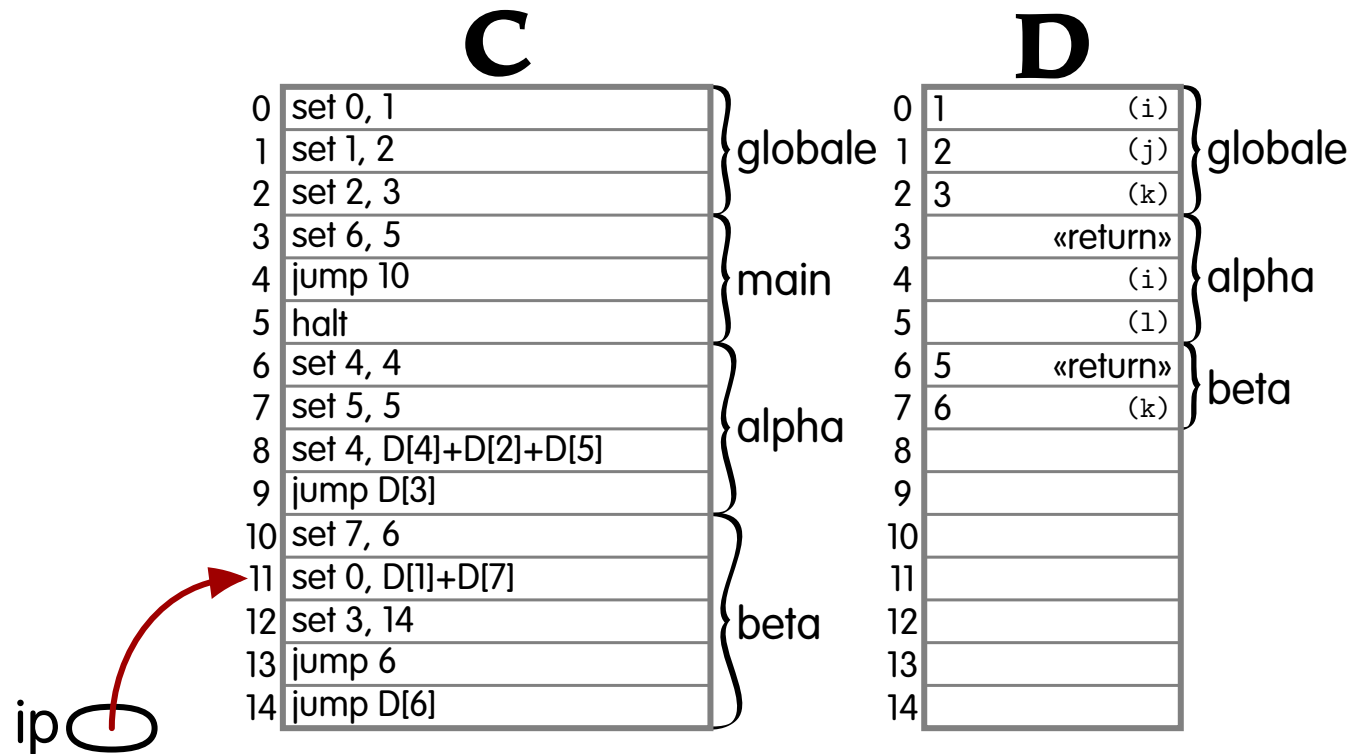 C
0 set 0, 1
1 set 1, 2
2 set 2, 3
globale
3 set 6, 5
4 jump 10
5 halt
main
6 set 4, 4
7 set 5, 5
8 set 4, D[4]+D[2]+D[5]
9 jump D[3]
alpha
10 set 7, 6
11 set 0, D[1]+D[7]
12 set 3, 14
13 jump 6
14 jump D[6]
beta
ip
D
0 1 (i)
1 2 (j)
2 3 (k)
globale
3 «return»
4 (i)
5 (l)
alpha
6 5 «return»
7 6 (k)
beta
8
9
10
11
12
13
14